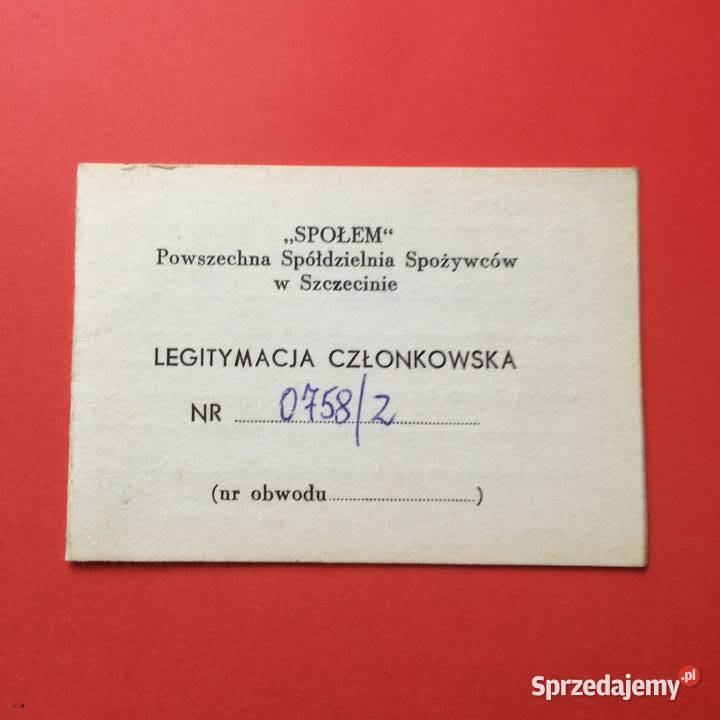 „SPOŁEM“
Powszechna Spółdzielnia Spożywców
w Szczecinie
LEGITYMACJA CZŁONKOWSKA
NR 0758/2
(nr obwodu..............................)
Sprzedajemy.pl